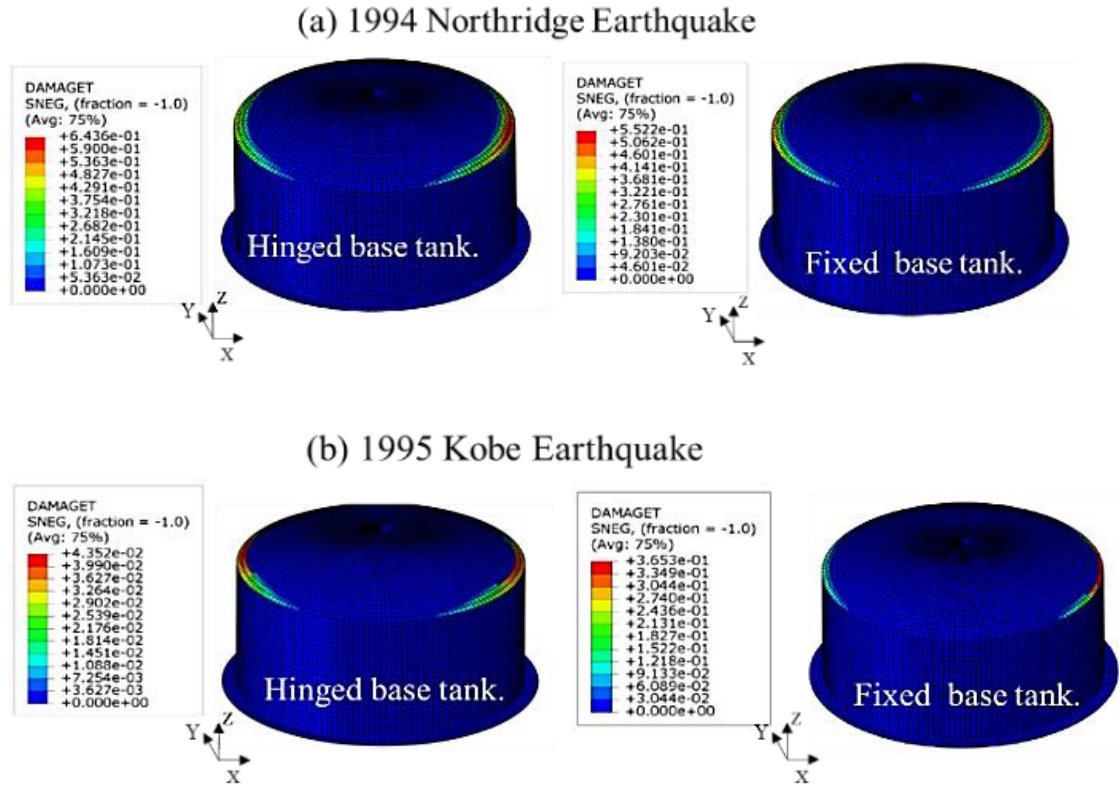 (a) 1994 Northridge Earthquake
DAMAGET
SNEG, (fraction = -1.0)
(Avg: 75%)
+6.436e-01
+5.900e-01
+5.363e-01
+4.827e-01
+4.291e-01
+3.754e-01
+3.218e-01
+2.682e-01
+2.145e-01
+1.609e-01
+1.073e-01
+5.363e-02
+0.000e+00
Hinged base tank.
Z
Y
X
DAMAGET
SNEG, (fraction = -1.0)
(Avg: 75%)
+5.522e-01
+5.062e-01
+4.601e-01
+4.141e-01
+3.681e-01
+3.221e-01
+2.761e-01
+2.301e-01
+1.841e-01
+1.380e-01
+9.203e-02
+4.601e-02
+0.000e+00
Fixed base tank.
Z
Y
X
(b) 1995 Kobe Earthquake
DAMAGET
SNEG, (fraction = -1.0)
(Avg: 75%)
+4.352e-02
+3.990e-02
+3.627e-02
+3.264e-02
+2.902e-02
+2.539e-02
+2.176e-02
+1.814e-02
+1.451e-02
+1.088e-02
+7.254e-03
+3.627e-03
+0.000e+00
Hinged base tank.
Z
Y
X
DAMAGET
SNEG, (fraction = -1.0)
(Avg: 75%)
+3.653e-01
+3.349e-01
+3.044e-01
+2.740e-01
+2.436e-01
+2.131e-01
+1.827e-01
+1.522e-01
+1.218e-01
+9.133e-02
+6.089e-02
+3.044e-02
+0.000e+00
Fixed base tank.
Z
Y
X